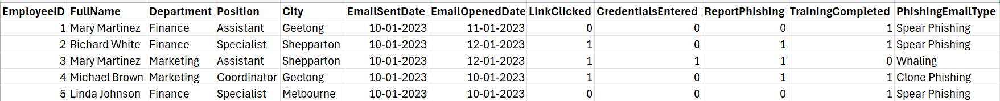 EmployeeID FullName Department Position City EmailSentDate EmailOpenedDate LinkClicked CredentialsEntered ReportPhishing TrainingCompleted PhishingEmailType
1 Mary Martinez Finance Assistant Geelong 10-01-2023 11-01-2023 0 0 0 1 Spear Phishing
2 Richard White Finance Specialist Shepparton 10-01-2023 12-01-2023 1 0 1 1 Spear Phishing
3 Mary Martinez Marketing Assistant Shepparton 10-01-2023 12-01-2023 1 1 1 0 Whaling
4 Michael Brown Marketing Coordinator Geelong 10-01-2023 10-01-2023 1 0 1 1 Clone Phishing
5 Linda Johnson Finance Specialist Melbourne 10-01-2023 10-01-2023 0 0 0 1 Spear Phishing